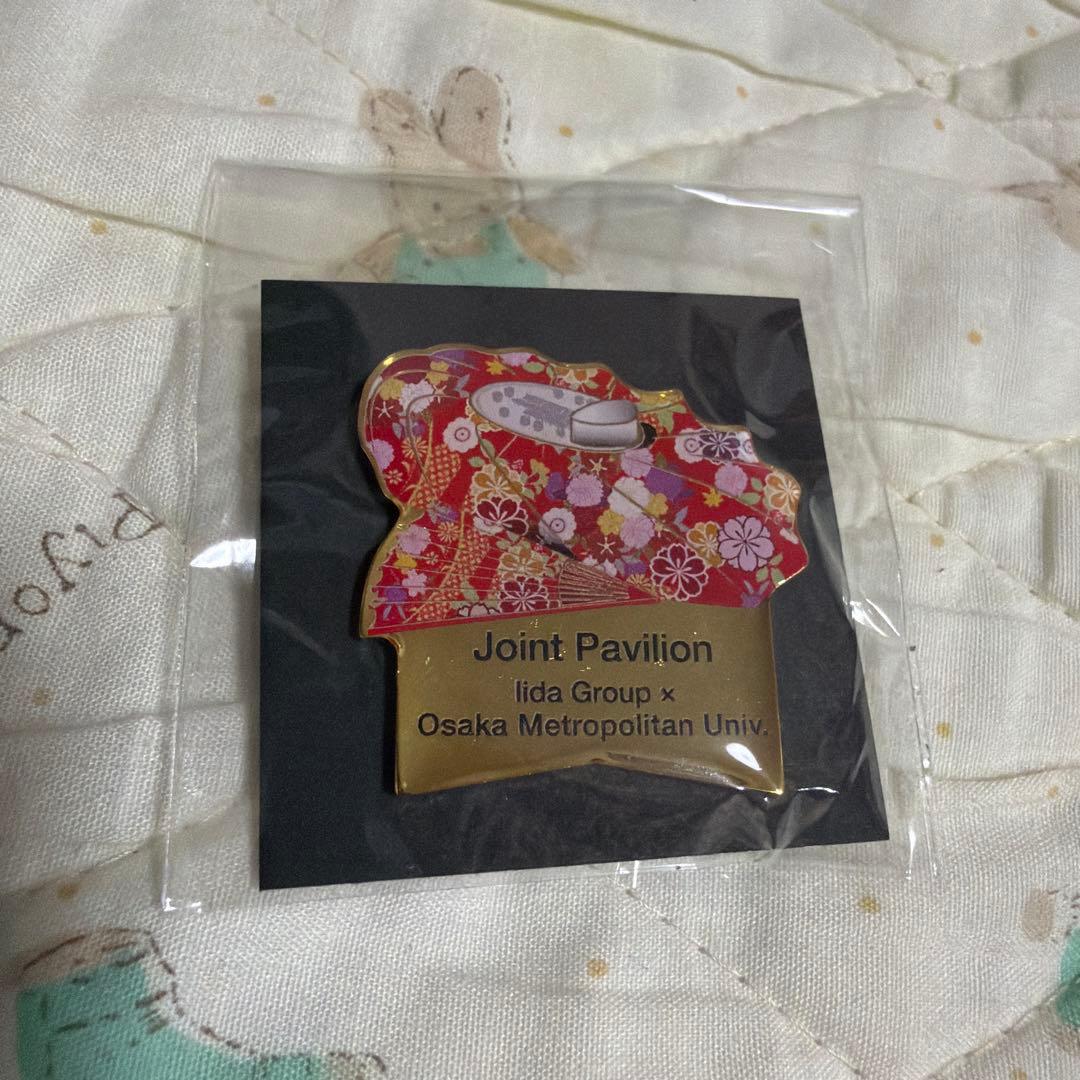 Joint Pavilion
Iida Group ×
Osaka Metropolitan Univ.